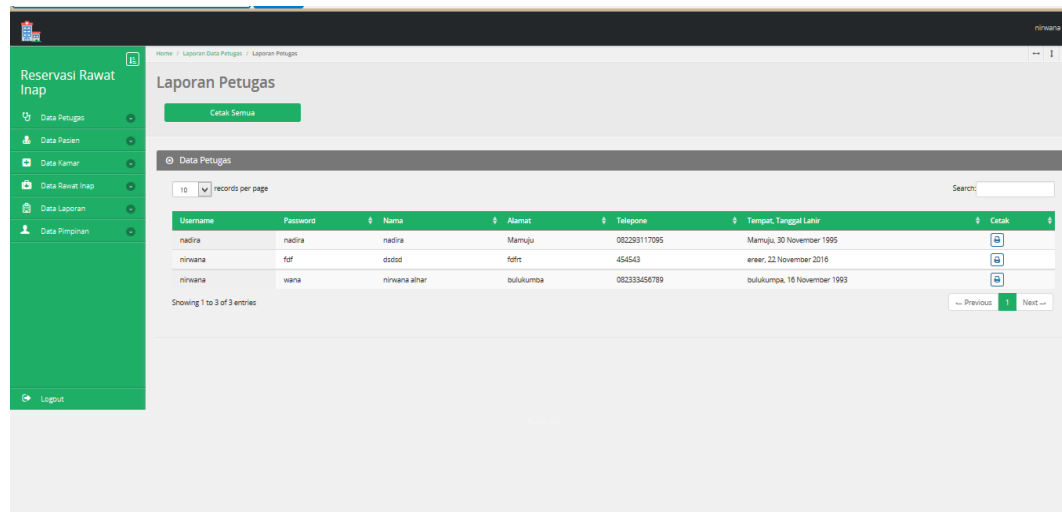 nirwana
Home / Laporan Data Petugas / Laporan Petugas
Reservasi Rawat
Inap
Data Petugas
Data Pasien
Data Kamar
Data Rawat Inap
Data Laporan
Data Pimpinan
Logout
Laporan Petugas
Cetak Semua
Data Petugas
10 records per page
Search:
Username Password Nama Alamat Telepone Tempat, Tanggal Lahir Cetak
nadira nadira nadira Mamuju 082293117095 Mamuju, 30 November 1995
nirwana fdf dsdsd fdfrt 454543 ereer, 22 November 2016
nirwana wana nirwana alhar bulukumba 082333456789 bulukumpa, 16 November 1993
Showing 1 to 3 of 3 entries
← Previous 1 Next →